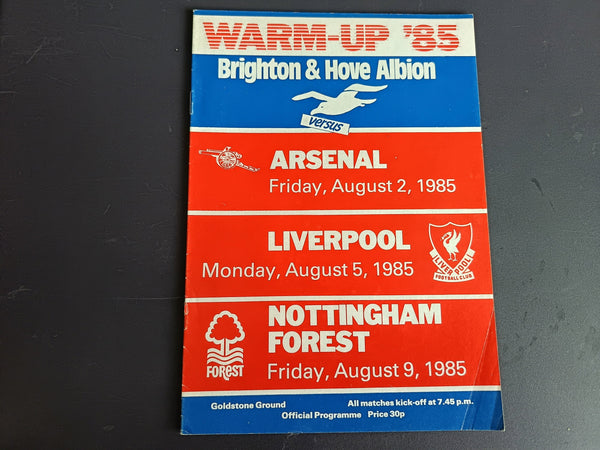 WARM-UP '85
Brighton & Hove Albion
versus
ARSENAL
Friday, August 2, 1985
LIVERPOOL
Monday, August 5, 1985
LIVERPOOL
FOOTBALL CLUB
NOTTINGHAM
FOREST
FOREST
Friday, August 9, 1985
Goldstone Ground
All matches kick-off at 7.45 p.m.
Official Programme Price 30p